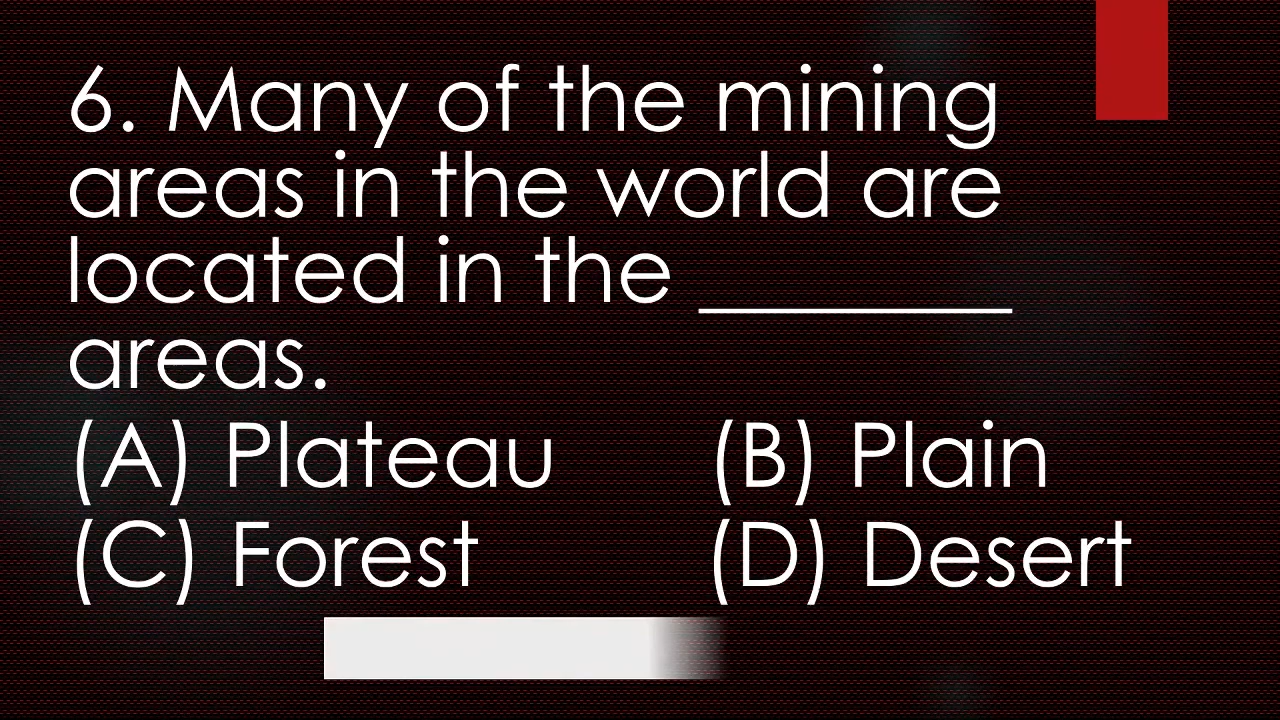 6. Many of the mining
areas in the world are
located in the ________
areas.
(A) Plateau (B) Plain
(C) Forest (D) Desert